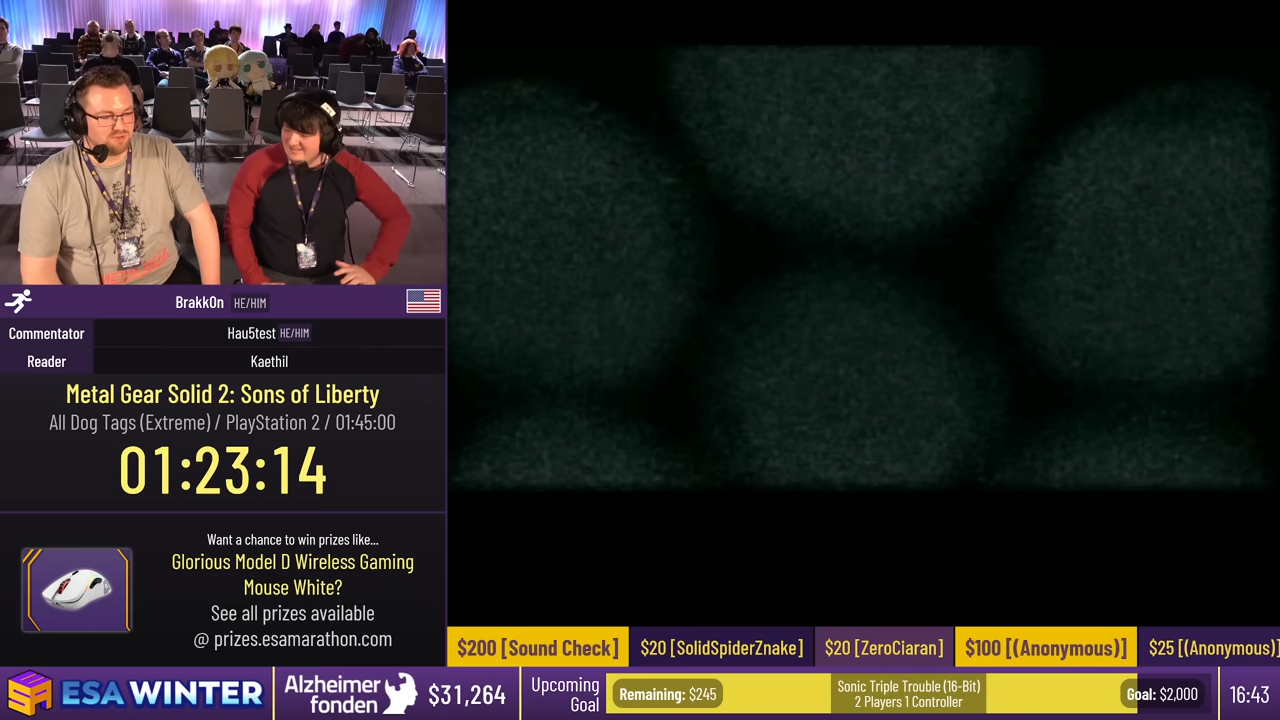 BrakkOn HE/HIM
Commentator Hau5test HE/HIM
Reader Kaethil
Metal Gear Solid 2: Sons of Liberty
All Dog Tags (Extreme) / PlayStation 2 / 01:45:00
01:23:14
Want a chance to win prizes like...
Glorious Model D Wireless Gaming
Mouse White?
See all prizes available
@ prizes.esamarathon.com
$200 [Sound Check] $20 [SolidSpiderZnake] $20 [ZeroCiaran] $100 [(Anonymous)] $25 [(Anonymous)]
ESA WINTER
Alzheimer
fonden
$31,264
Upcoming
Goal
Remaining: $245
Sonic Triple Trouble (16-Bit)
2 Players 1 Controller
Goal: $2,000
16:43